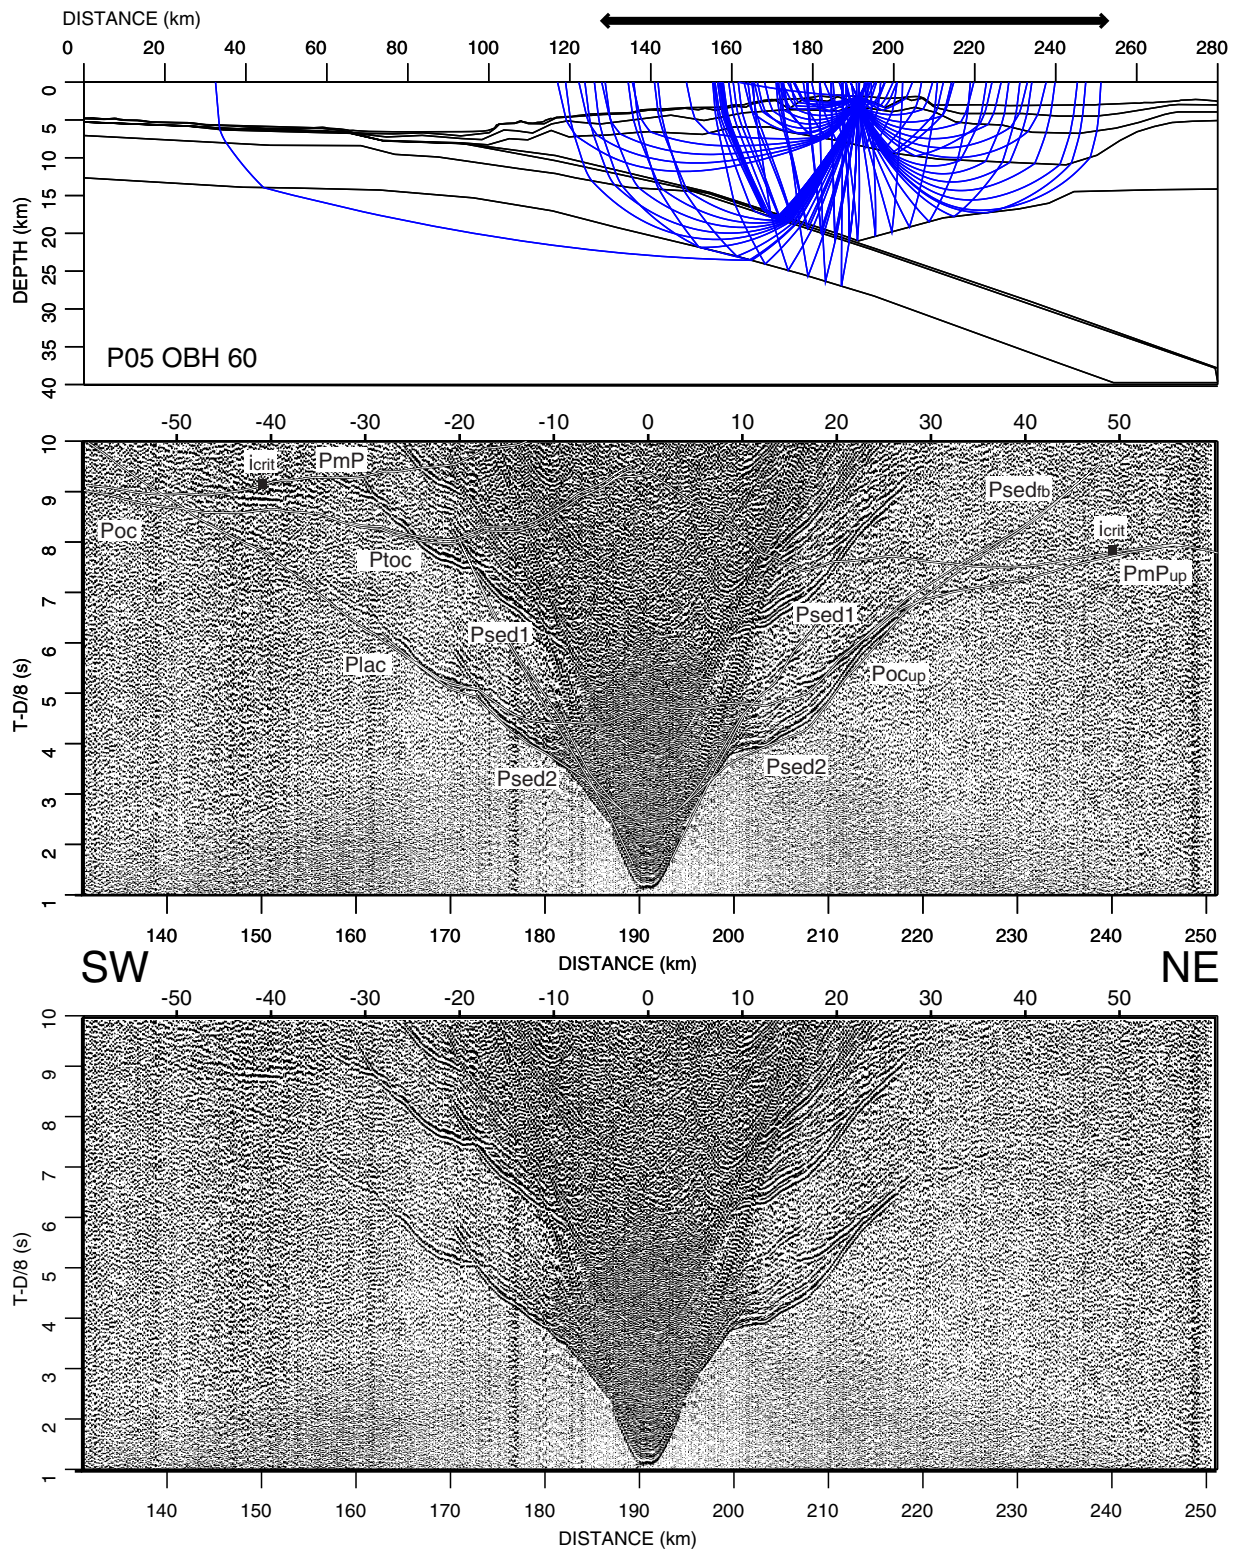 DISTANCE (km)
0 20 40 60 80 100 120 140 160 180 200 220 240 260 280
0
5
10
15
20
25
30
35
40
DEPTH (km)
P05 OBH 60
-50 -40 -30 -20 -10 0 10 20 30 40 50
10
9
8
7
6
5
4
3
2
1
T-D/8 (s)
icrit
PmP
Psedfb
Poc
icrit
Ptoc
PmPup
Psed1
Psed1
Plac
Pocup
Psed2
Psed2
140 150 160 170 180 190 200 210 220 230 240 250
SW
DISTANCE (km)
NE
-50 -40 -30 -20 -10 0 10 20 30 40 50
10
9
8
7
6
5
4
3
2
1
T-D/8 (s)
140 150 160 170 180 190 200 210 220 230 240 250
DISTANCE (km)